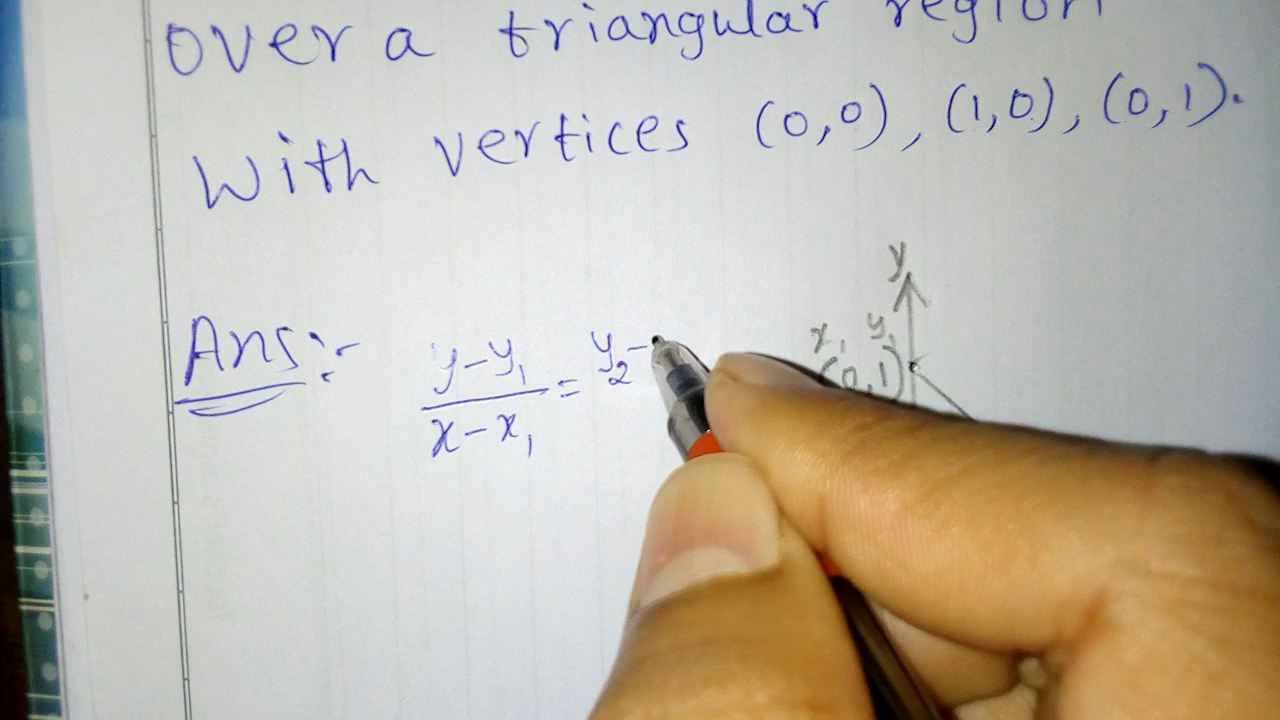 over a triangular region
With vertices (0,0), (1,0), (0,1).
y
x₁ y₁
(0,1)
Ans:-
y-y₁ / x-x₁ = y₂-